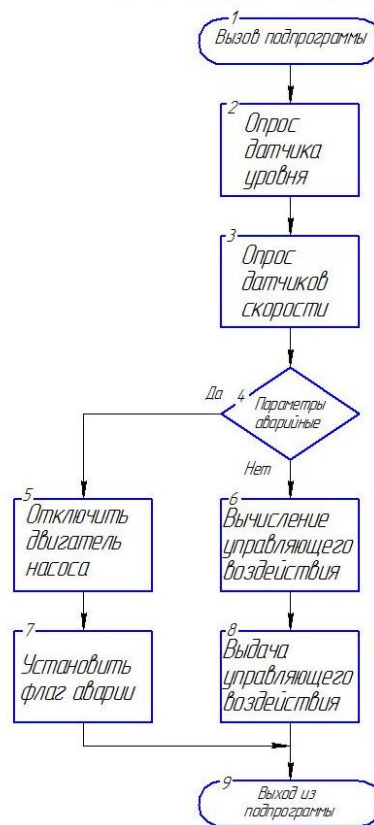 1
Вызов подпрограммы
2
Опрос
датчика
уровня
3
Опрос
датчиков
скорости
Да
4
Параметры
аварийные
Нет
5
Отключить
двигатель
насоса
6
Вычисление
управляющего
воздействия
7
Установить
флаг аварии
8
Выдача
управляющего
воздействия
9
Выход из
подпрограммы